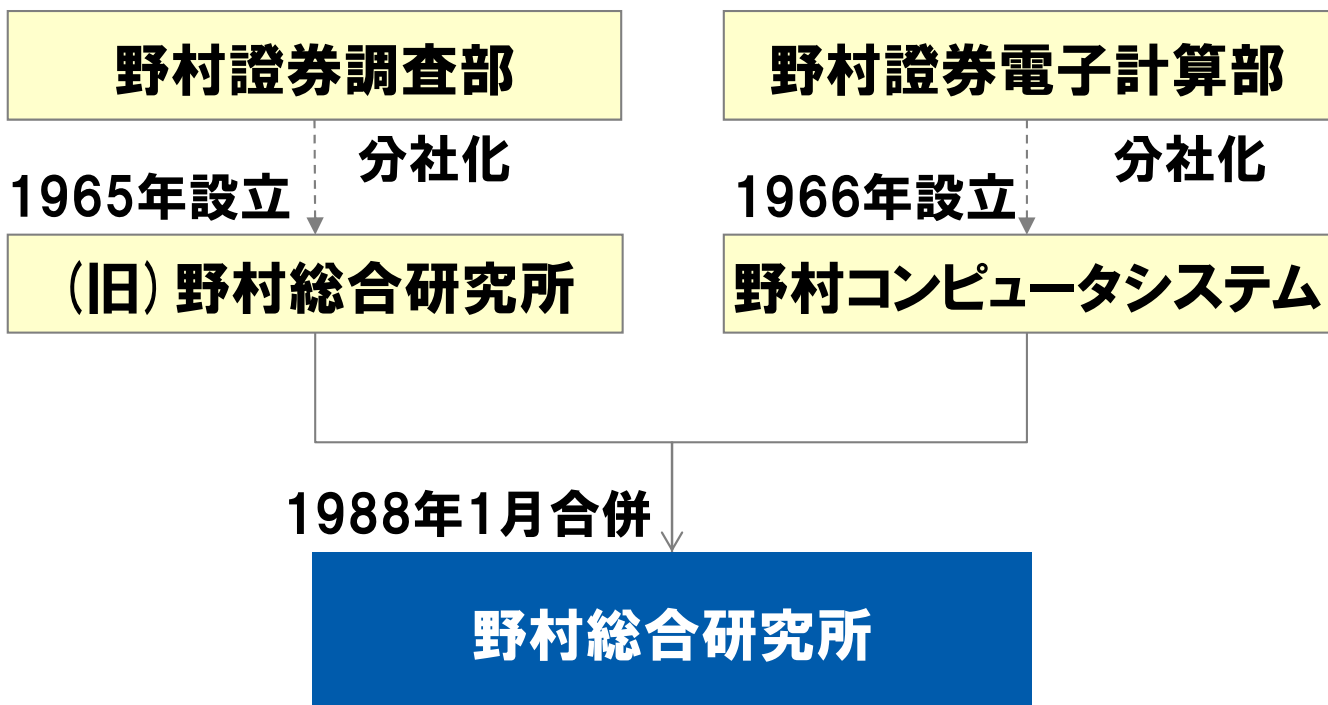 野村證券調査部
野村證券電子計算部
分社化
分社化
1965年設立
1966年設立
(旧)野村総合研究所
野村コンピュータシステム
1988年1月合併
野村総合研究所